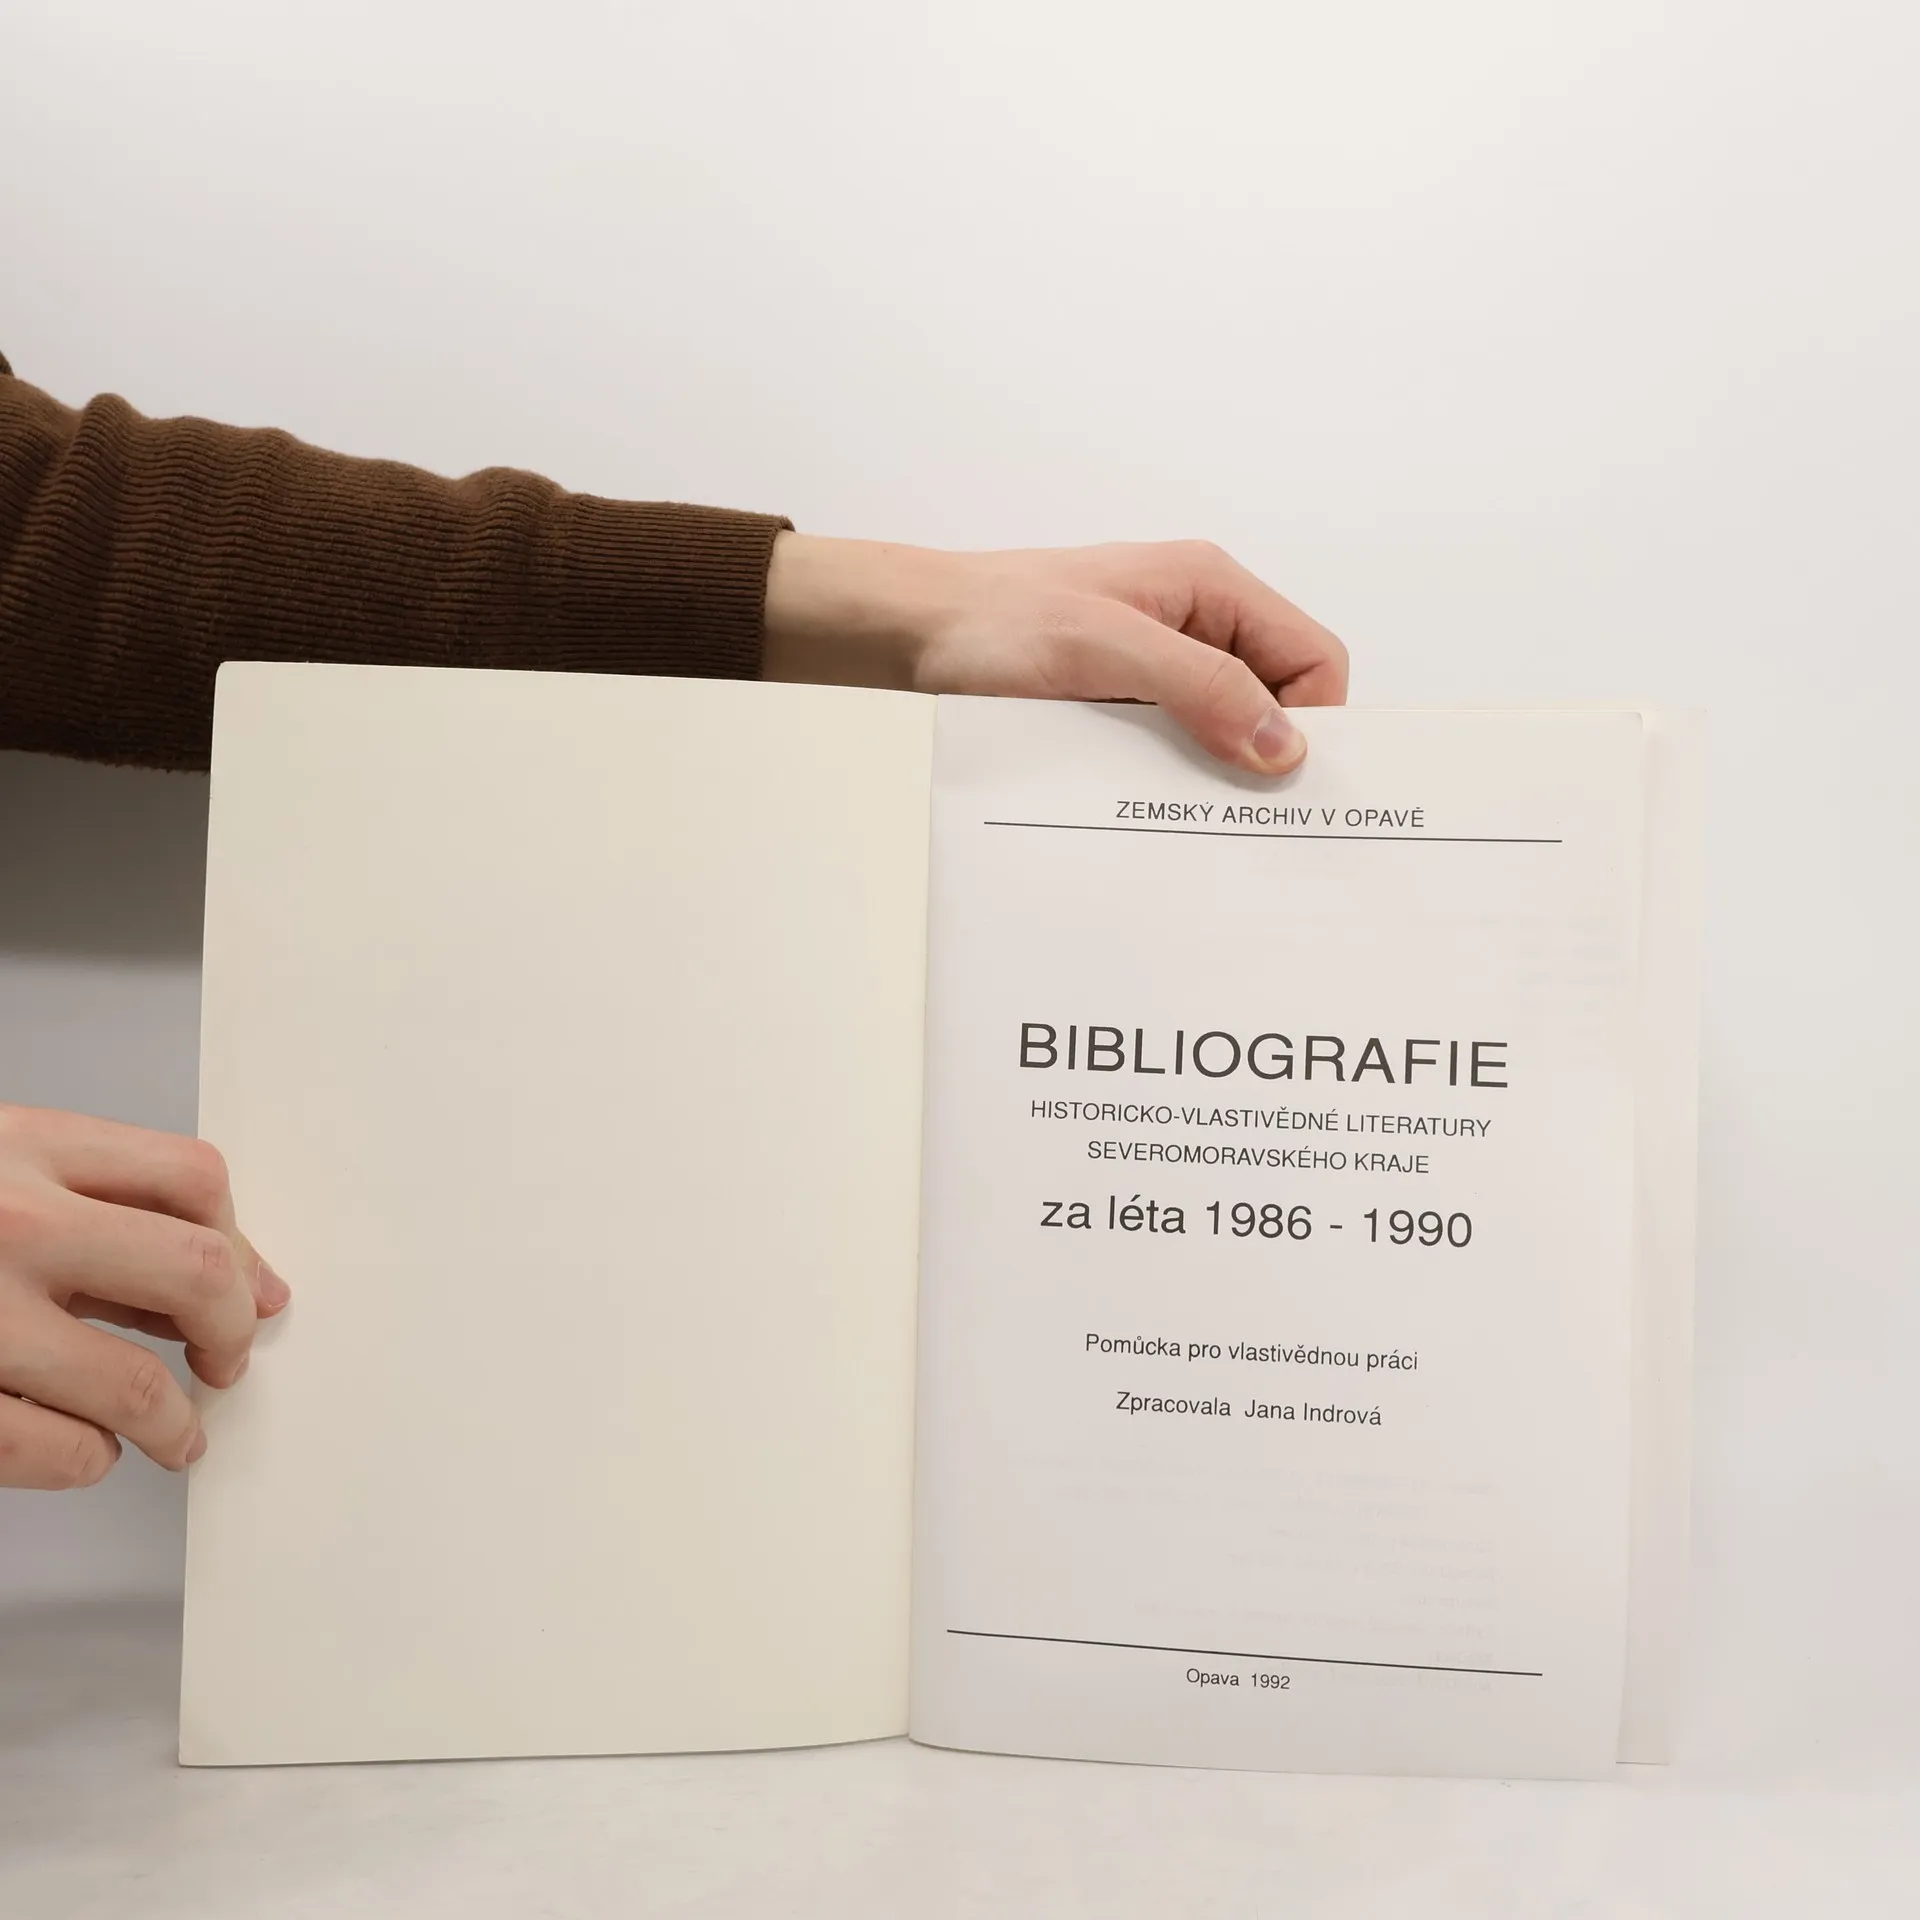 ZEMSKÝ ARCHIV V OPAVĚ
BIBLIOGRAFIE
HISTORICKO-VLASTIVĚDNÉ LITERATURY
SEVEROMORAVSKÉHO KRAJE
za léta 1986 - 1990
Pomůcka pro vlastivědnou práci
Zpracovala Jana Indrová
Opava 1992